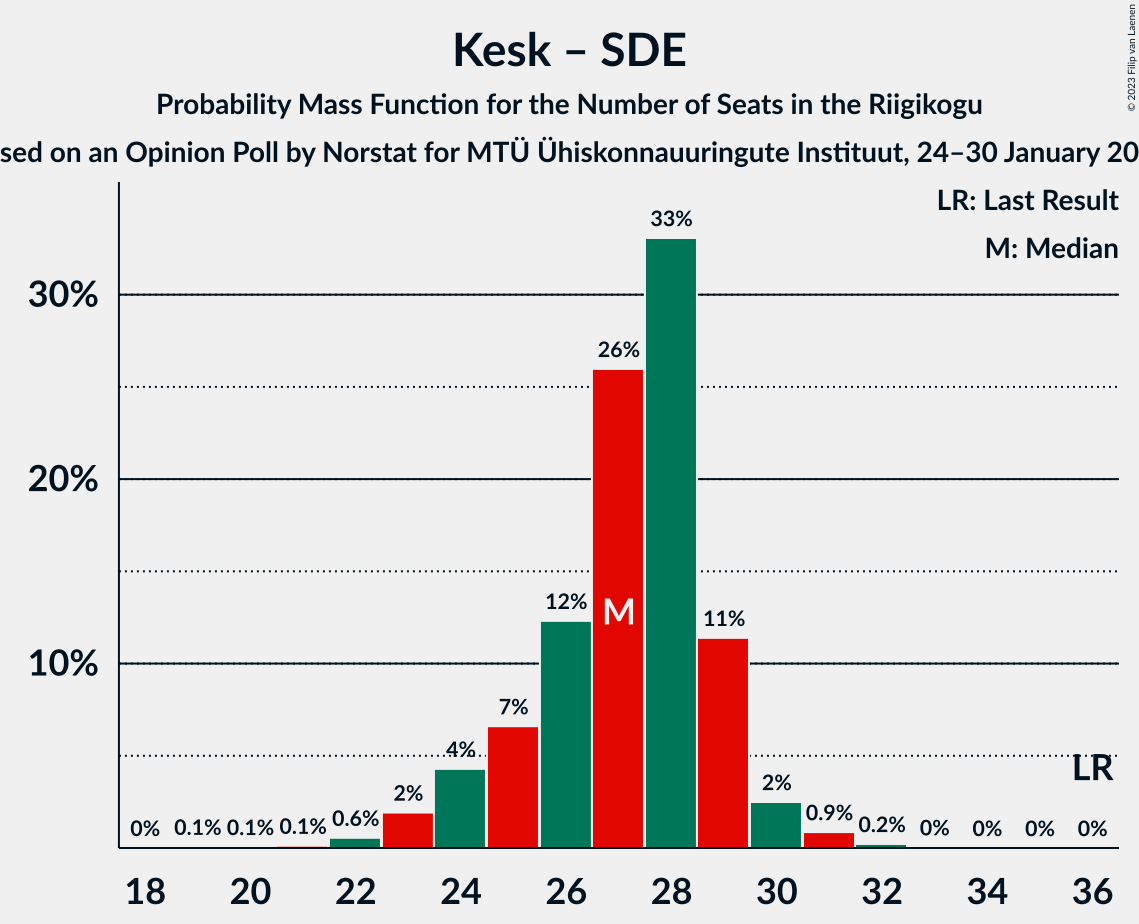 Kesk – SDE
Probability Mass Function for the Number of Seats in the Riigikogu
sed on an Opinion Poll by Norstat for MTÜ Ühiskonnauuringute Instituut, 24–30 January 20
© 2023 Filip van Laenen
LR: Last Result
M: Median
33%
30%
26%
20%
12%
M
11%
10%
7%
4%
LR
2%
2%
0%
0.1%
0.1%
0.1%
0.6%
0.9%
0.2%
0%
0%
0%
0%
18 20 22 24 26 28 30 32 34 36